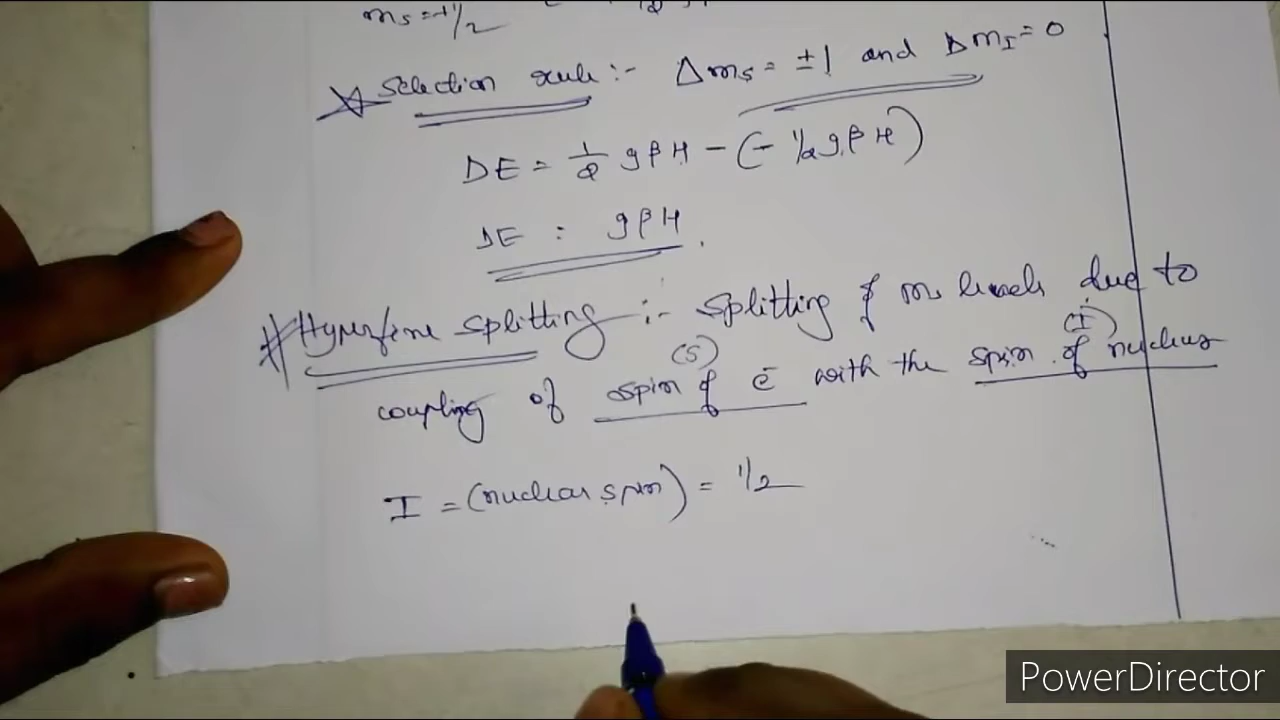 ms = +1/2
☆ Selection rule :- Δms = ±1 and ΔmI = 0
ΔE = 1/2 gβH - (- 1/2 gβH)
ΔE = gβH.
# Hyperfine splitting :- splitting of ms levels due to
(S) (I)
coupling of spin of e̅ with the spin of nucleus
I = (nuclear spin) = 1/2
PowerDirector